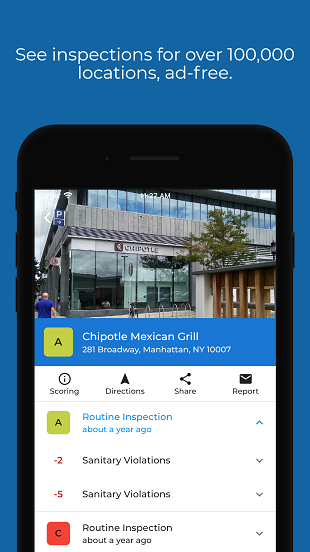 See inspections for over 100,000
locations, ad-free.
11:27 AM
P
CHIPOTLE
A
Chipotle Mexican Grill
281 Broadway, Manhattan, NY 10007
Scoring
Directions
Share
Report
A
Routine Inspection
about a year ago
-2
Sanitary Violations
-5
Sanitary Violations
C
Routine Inspection
about a year ago